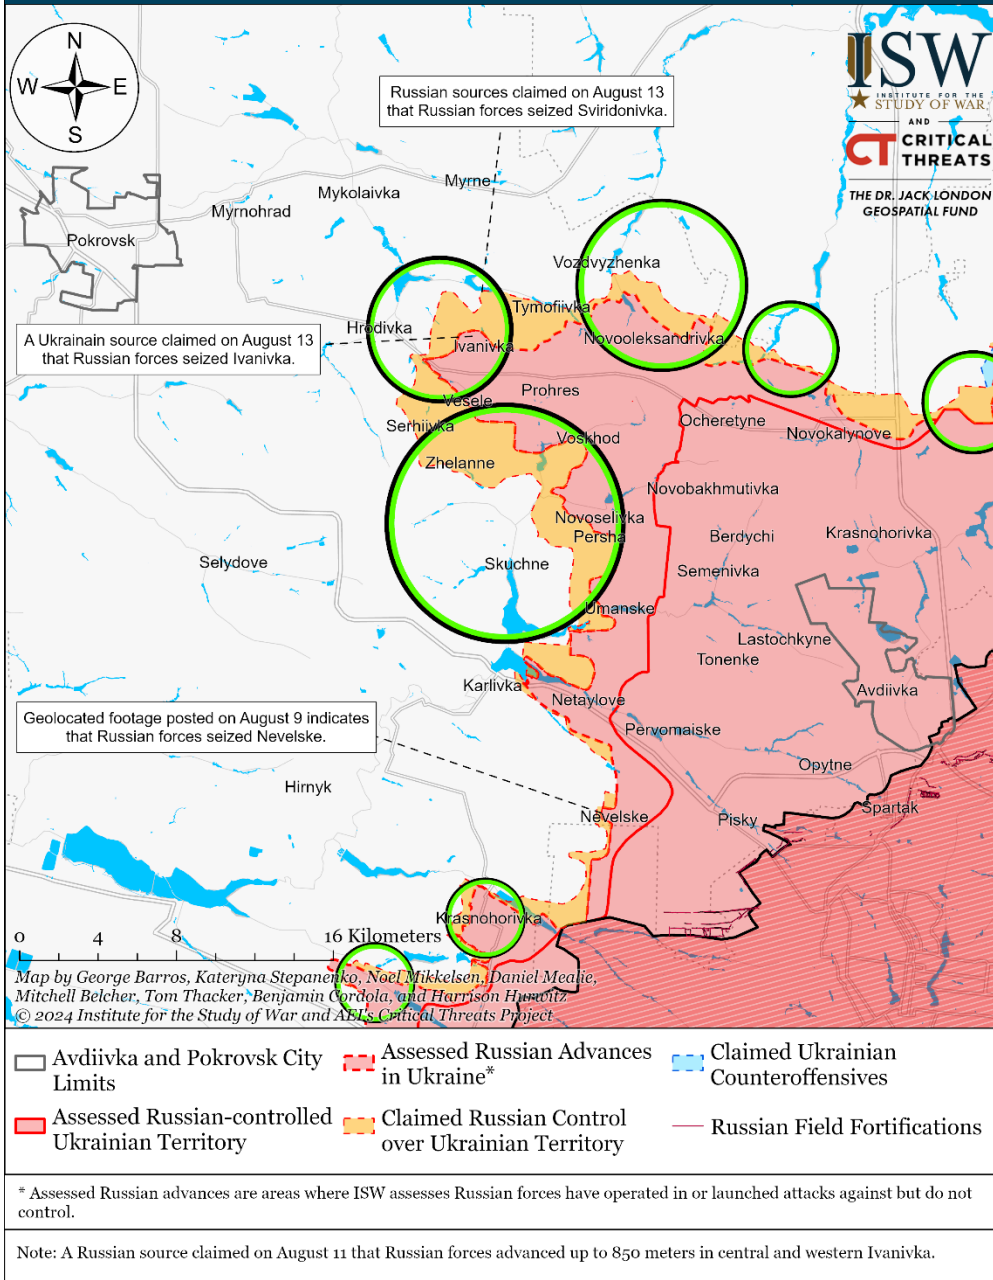 N
W E
S
ISW
INSTITUTE FOR THE
STUDY OF WAR
AND
CT CRITICAL
THREATS
THE DR. JACK LONDON
GEOSPATIAL FUND
Russian sources claimed on August 13
that Russian forces seized Sviridonivka.
Myrne
Mykolaivka
Myrnohrad
Pokrovsk
Vozdvyzhenka
Tymofiivka
Hrodivka
A Ukrainain source claimed on August 13
that Russian forces seized Ivanivka.
Ivanivka
Novooleksandrivka
Prohres
Vesele
Serhiivka
Ocheretyne
Novokalynove
Voskhod
Zhelanne
Novobakhmutivka
Novoselivka
Persha
Berdychi
Krasnohorivka
Selydove
Skuchne
Semenivka
Umanske
Lastochkyne
Tonenke
Karlivka
Netaylove
Avdiivka
Geolocated footage posted on August 9 indicates
that Russian forces seized Nevelske.
Pervomaiske
Opytne
Hirnyk
Nevelske
Pisky
Spartak
Krasnohorivka
0 4 8 16 Kilometers
Map by George Barros, Kateryna Stepanenko, Noel Mikkelsen, Daniel Mealie,
Mitchell Belcher, Tom Thacker, Benjamin Cordola, and Harrison Hurwitz
© 2024 Institute for the Study of War and AEI's Critical Threats Project
Avdiivka and Pokrovsk City
Limits
Assessed Russian Advances
in Ukraine*
Claimed Ukrainian
Counteroffensives
Assessed Russian-controlled
Ukrainian Territory
Claimed Russian Control
over Ukrainian Territory
Russian Field Fortifications
* Assessed Russian advances are areas where ISW assesses Russian forces have operated in or launched attacks against but do not
control.
Note: A Russian source claimed on August 11 that Russian forces advanced up to 850 meters in central and western Ivanivka.